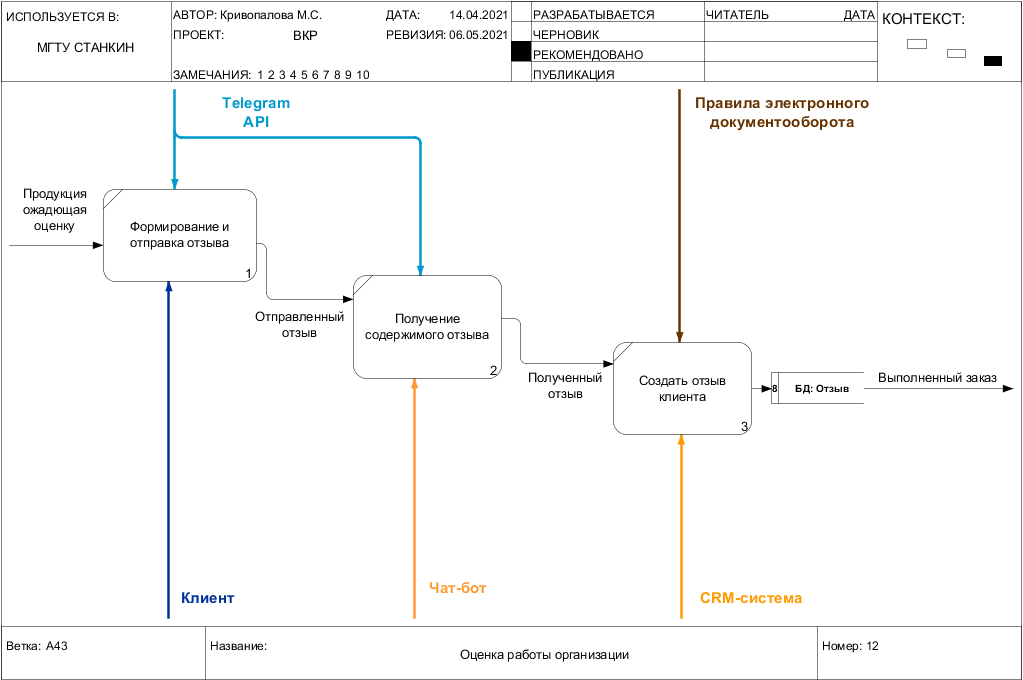 ИСПОЛЬЗУЕТСЯ В:
МГТУ СТАНКИН
АВТОР: Кривопалова М.С.
ДАТА: 14.04.2021
ПРОЕКТ: ВКР
РЕВИЗИЯ: 06.05.2021
ЗАМЕЧАНИЯ: 1 2 3 4 5 6 7 8 9 10
РАЗРАБАТЫВАЕТСЯ
ЧЕРНОВИК
РЕКОМЕНДОВАНО
ПУБЛИКАЦИЯ
ЧИТАТЕЛЬ
ДАТА
КОНТЕКСТ:
Telegram
API
Правила электронного
документооборота
Продукция
ожадющая
оценку
Формирование и
отправка отзыва
1
Отправленный
отзыв
Получение
содержимого отзыва
2
Полученный
отзыв
Создать отзыв
клиента
3
8
БД: Отзыв
Выполненный заказ
Клиент
Чат-бот
CRM-система
Ветка: A43
Название:
Оценка работы организации
Номер: 12